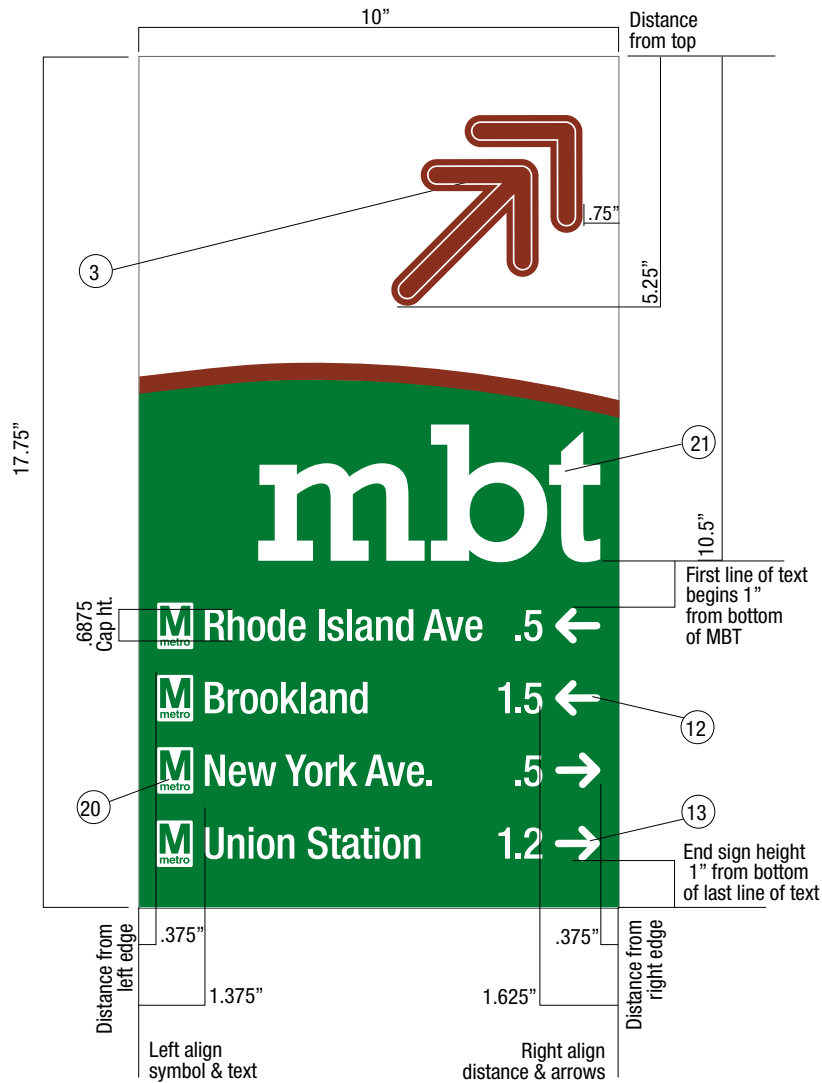 10”
Distance
from top
.75”
3
5.25”
17.75”
mbt
21
10.5”
First line of text
begins 1”
from bottom
of MBT
.6875
Cap ht.
M
metro
Rhode Island Ave .5 ←
M
metro
Brookland 1.5 ←
12
M
metro
New York Ave. .5 →
20
M
metro
Union Station 1.2 →
13
End sign height
1” from bottom
of last line of text
Distance from
left edge
.375”
.375”
Distance from
right edge
1.375”
1.625”
Left align
symbol & text
Right align
distance & arrows